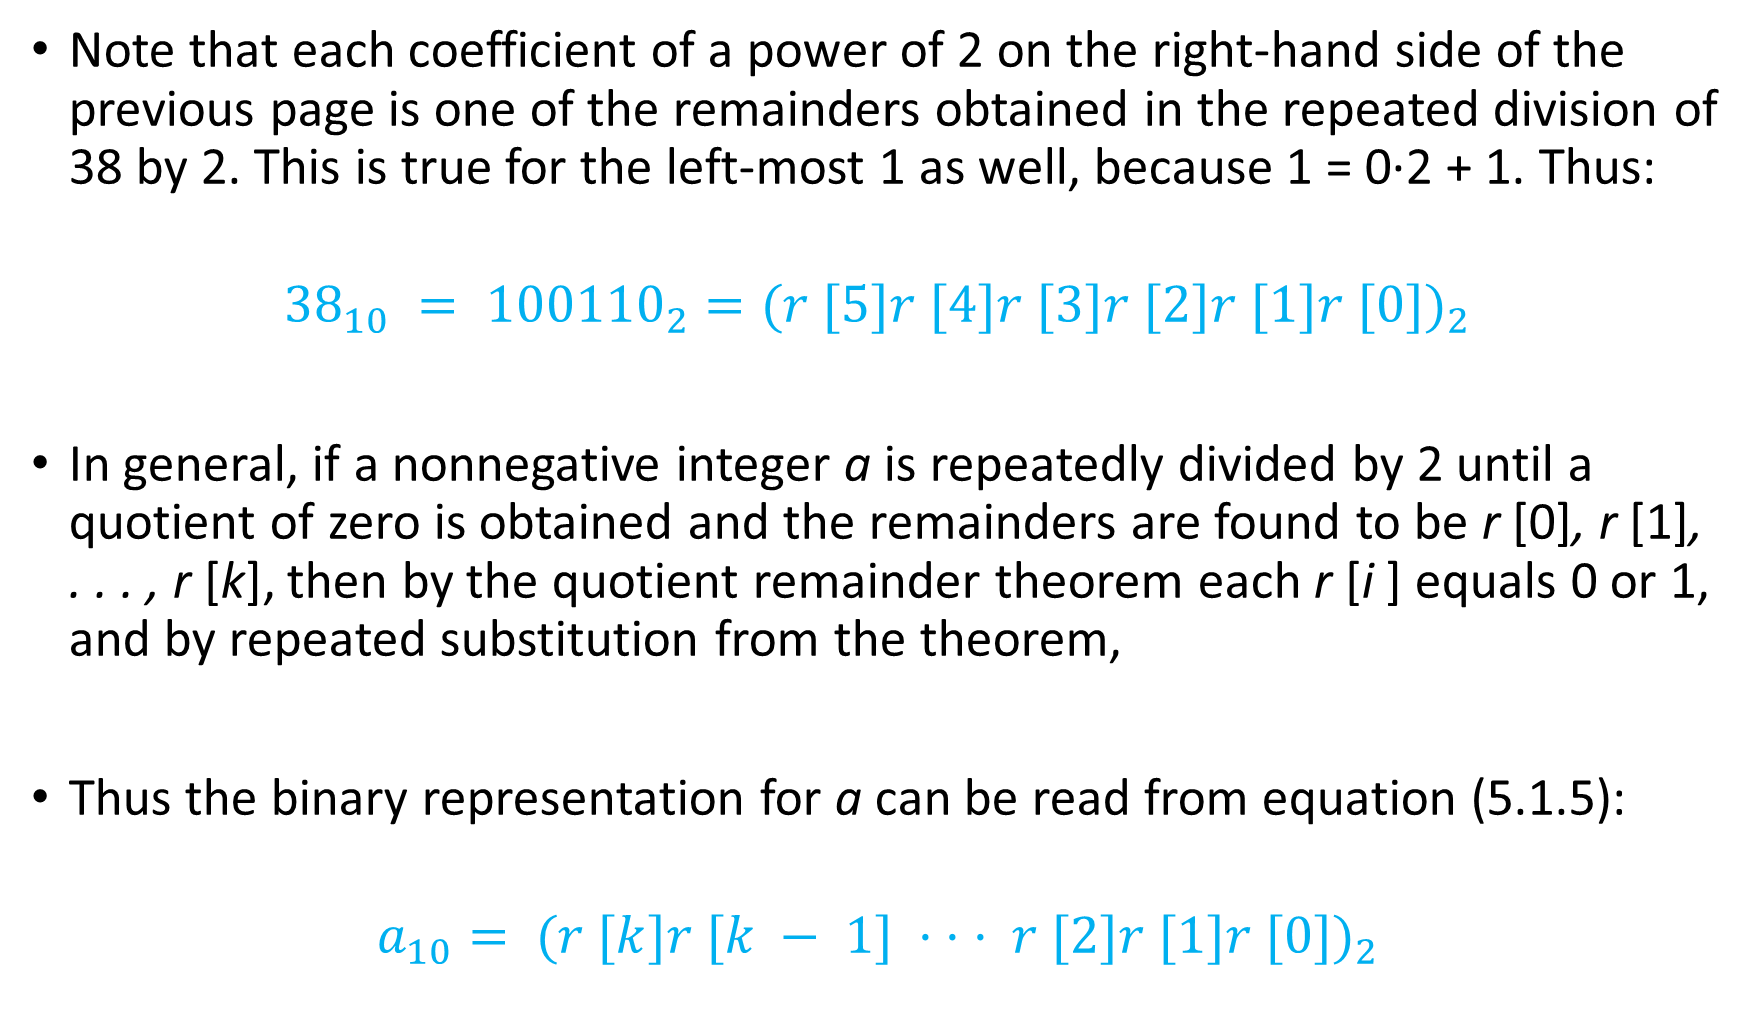 • Note that each coefficient of a power of 2 on the right-hand side of the
previous page is one of the remainders obtained in the repeated division of
38 by 2. This is true for the left-most 1 as well, because 1 = 0·2 + 1. Thus:
38₁₀ = 100110₂ = (r [5]r [4]r [3]r [2]r [1]r [0])₂
• In general, if a nonnegative integer a is repeatedly divided by 2 until a
quotient of zero is obtained and the remainders are found to be r [0], r [1],
. . . , r [k], then by the quotient remainder theorem each r [i ] equals 0 or 1,
and by repeated substitution from the theorem,
• Thus the binary representation for a can be read from equation (5.1.5):
a₁₀ = (r [k]r [k − 1] · · · r [2]r [1]r [0])₂